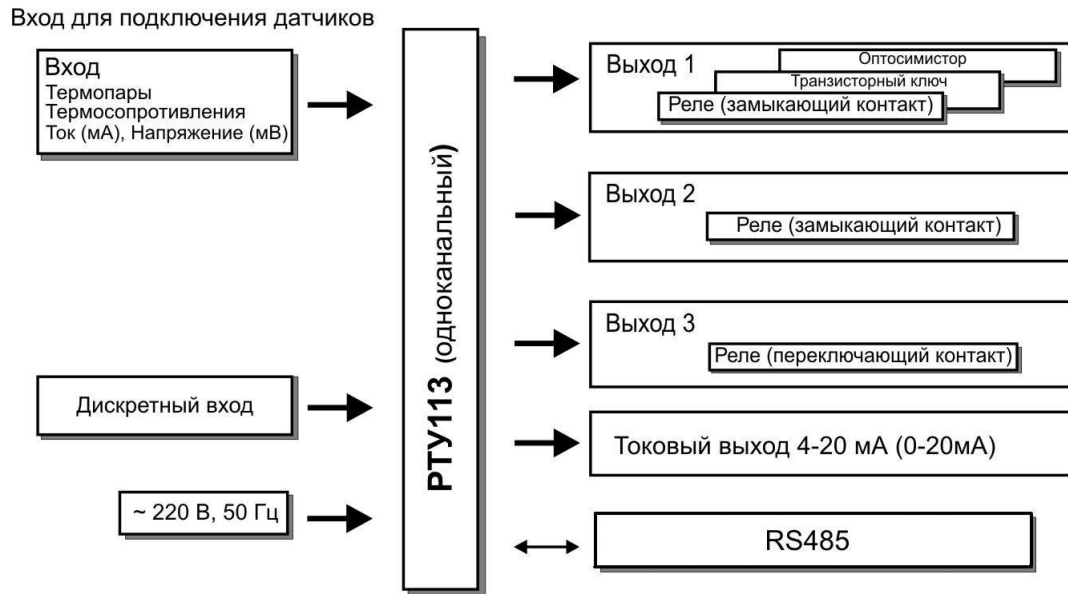 Вход для подключения датчиков
Вход
Термопары
Термосопротивления
Ток (мА), Напряжение (мВ)
Дискретный вход
~ 220 В, 50 Гц
РТУ113 (одноканальный)
Выход 1
Оптосимистор
Транзисторный ключ
Реле (замыкающий контакт)
Выход 2
Реле (замыкающий контакт)
Выход 3
Реле (переключающий контакт)
Токовый выход 4-20 мА (0-20мА)
RS485